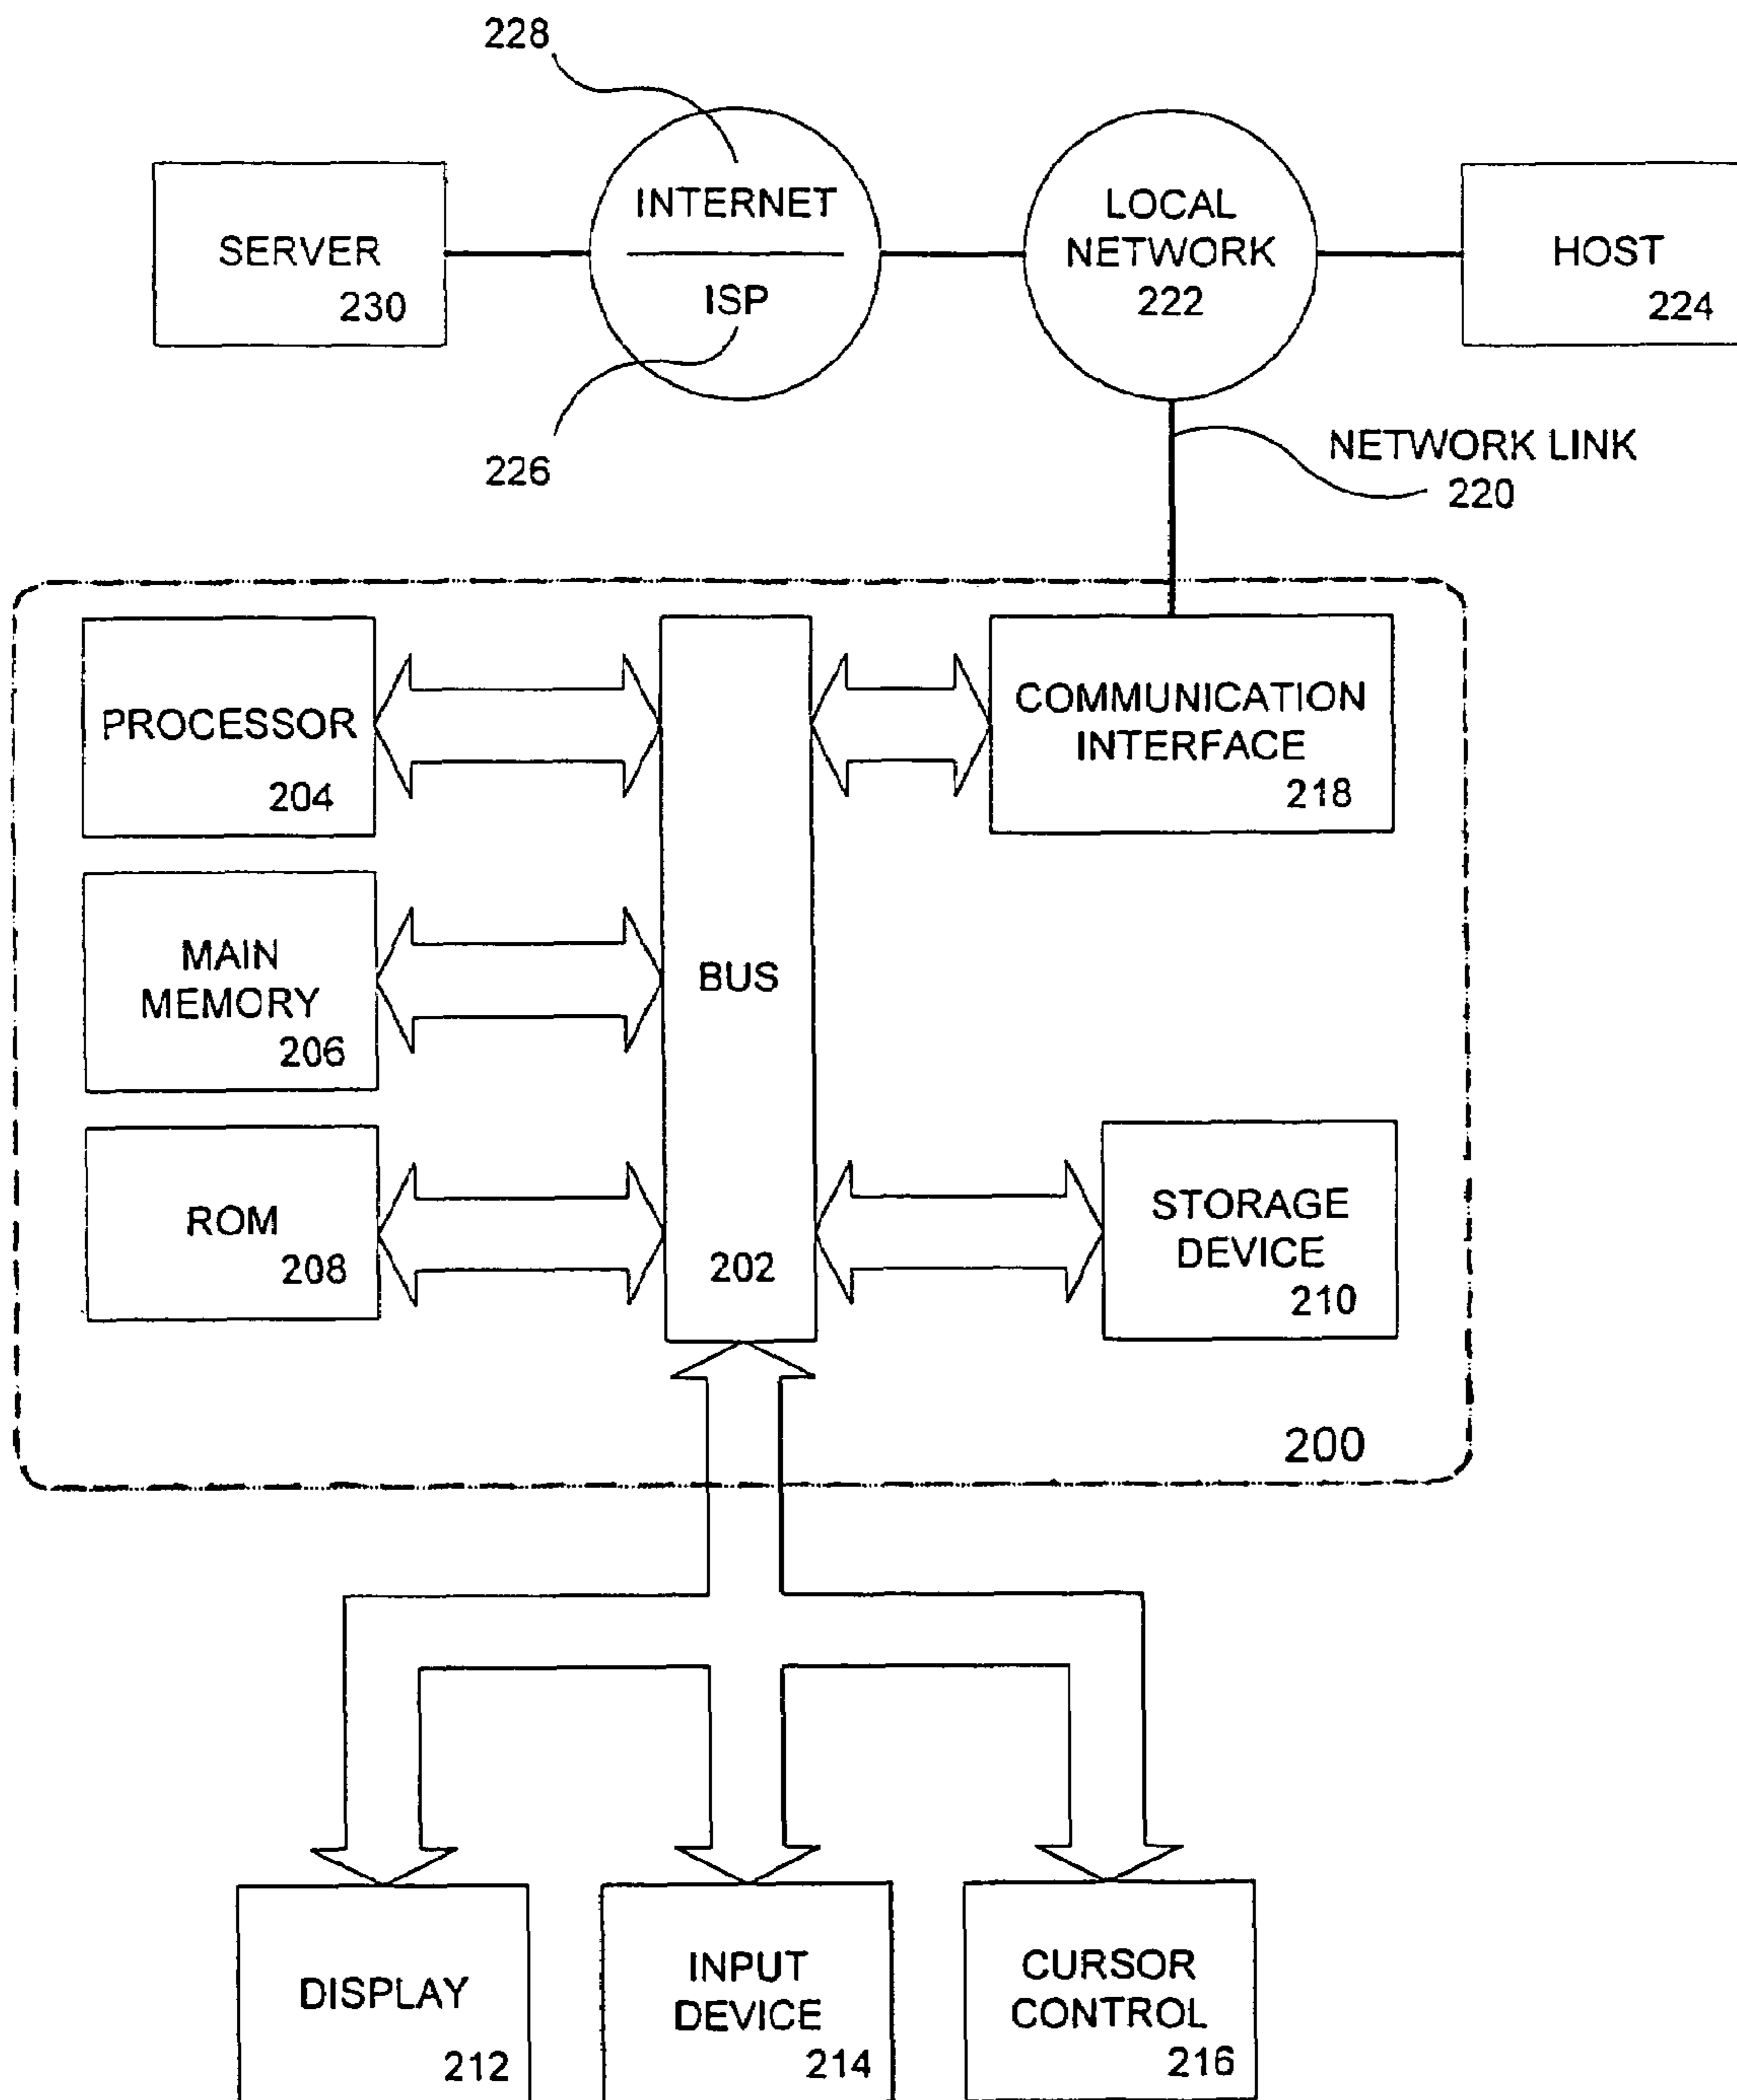 228
SERVER
230
INTERNET
ISP
226
LOCAL
NETWORK
222
HOST
224
NETWORK LINK
220
PROCESSOR
204
BUS
202
COMMUNICATION
INTERFACE
218
MAIN
MEMORY
206
ROM
208
STORAGE
DEVICE
210
200
DISPLAY
212
INPUT
DEVICE
214
CURSOR
CONTROL
216